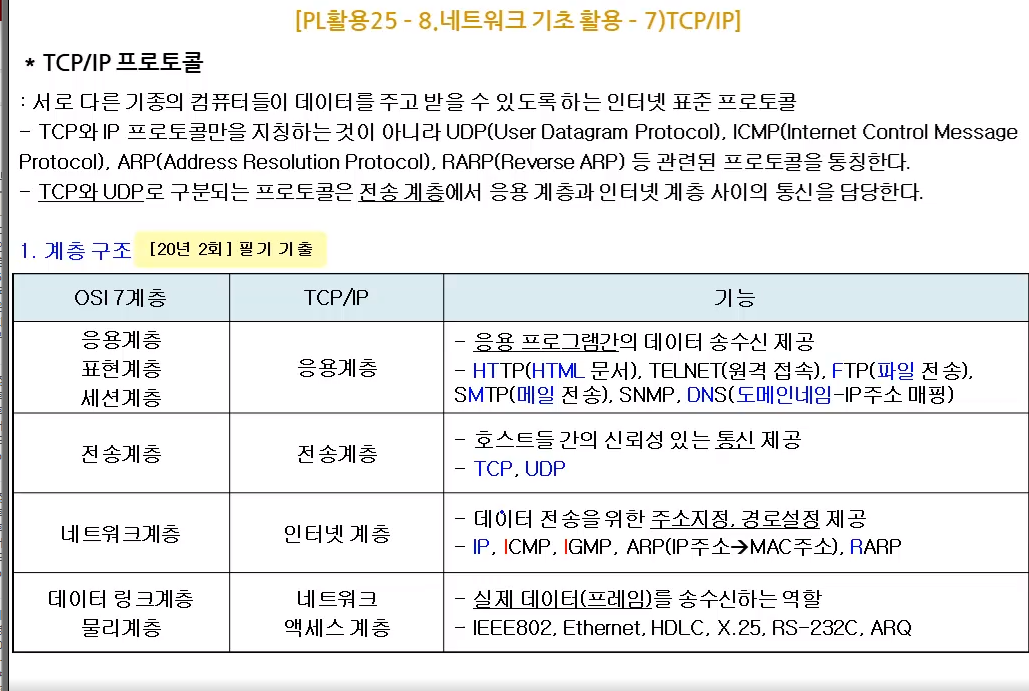 [PL활용25 - 8.네트워크 기초 활용 - 7)TCP/IP]
* TCP/IP 프로토콜
: 서로 다른 기종의 컴퓨터들이 데이터를 주고 받을 수 있도록 하는 인터넷 표준 프로토콜
- TCP와 IP 프로토콜만을 지칭하는 것이 아니라 UDP(User Datagram Protocol), ICMP(Internet Control Message
Protocol), ARP(Address Resolution Protocol), RARP(Reverse ARP) 등 관련된 프로토콜을 통칭한다.
- TCP와 UDP로 구분되는 프로토콜은 전송 계층에서 응용 계층과 인터넷 계층 사이의 통신을 담당한다.
1. 계층 구조 [20년 2회] 필기 기출
OSI 7계층 TCP/IP 기능
응용계층
표현계층
세션계층
응용계층
- 응용 프로그램간의 데이터 송수신 제공
- HTTP(HTML 문서), TELNET(원격 접속), FTP(파일 전송),
SMTP(메일 전송), SNMP, DNS(도메인네임-IP주소 매핑)
전송계층
전송계층
- 호스트들 간의 신뢰성 있는 통신 제공
- TCP, UDP
네트워크계층
인터넷 계층
- 데이터 전송을 위한 주소지정, 경로설정 제공
- IP, ICMP, IGMP, ARP(IP주소→MAC주소), RARP
데이터 링크계층
물리계층
네트워크
액세스 계층
- 실제 데이터(프레임)를 송수신하는 역할
- IEEE802, Ethernet, HDLC, X.25, RS-232C, ARQ